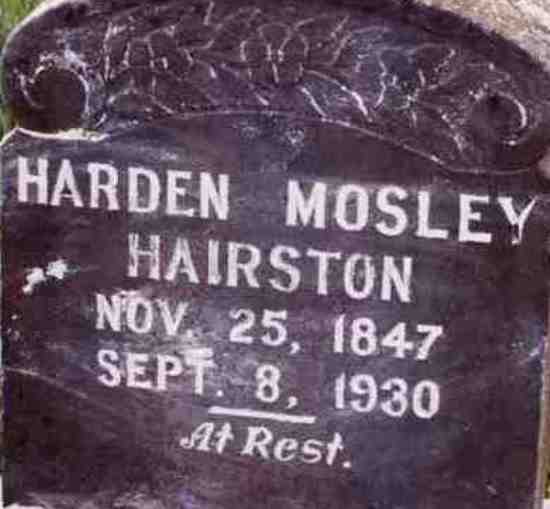 HARDEN MOSLEY
HAIRSTON
NOV. 25, 1847
SEPT. 8, 1930
At Rest.